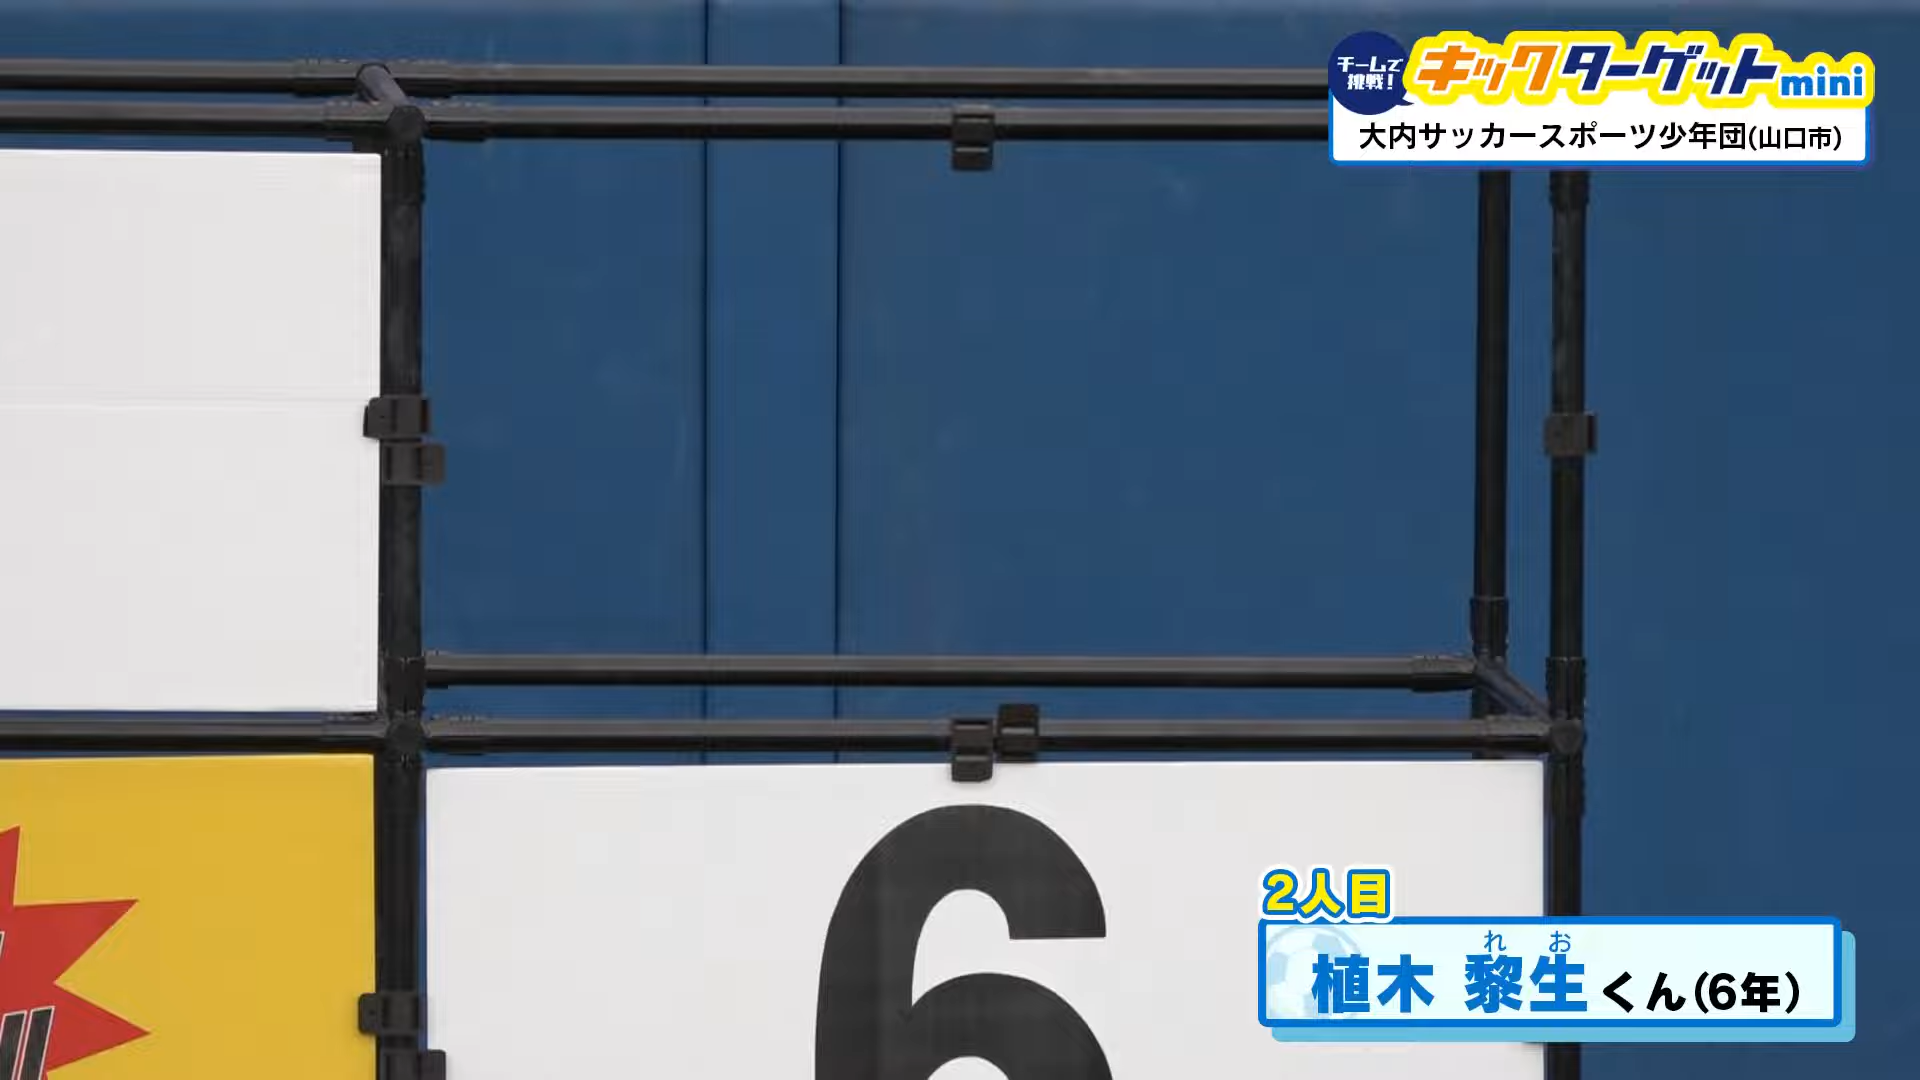 チームで
挑戦!
キックターゲットmini
大内サッカースポーツ少年団(山口市)
6
2人目
れお
植木 黎生くん(6年)